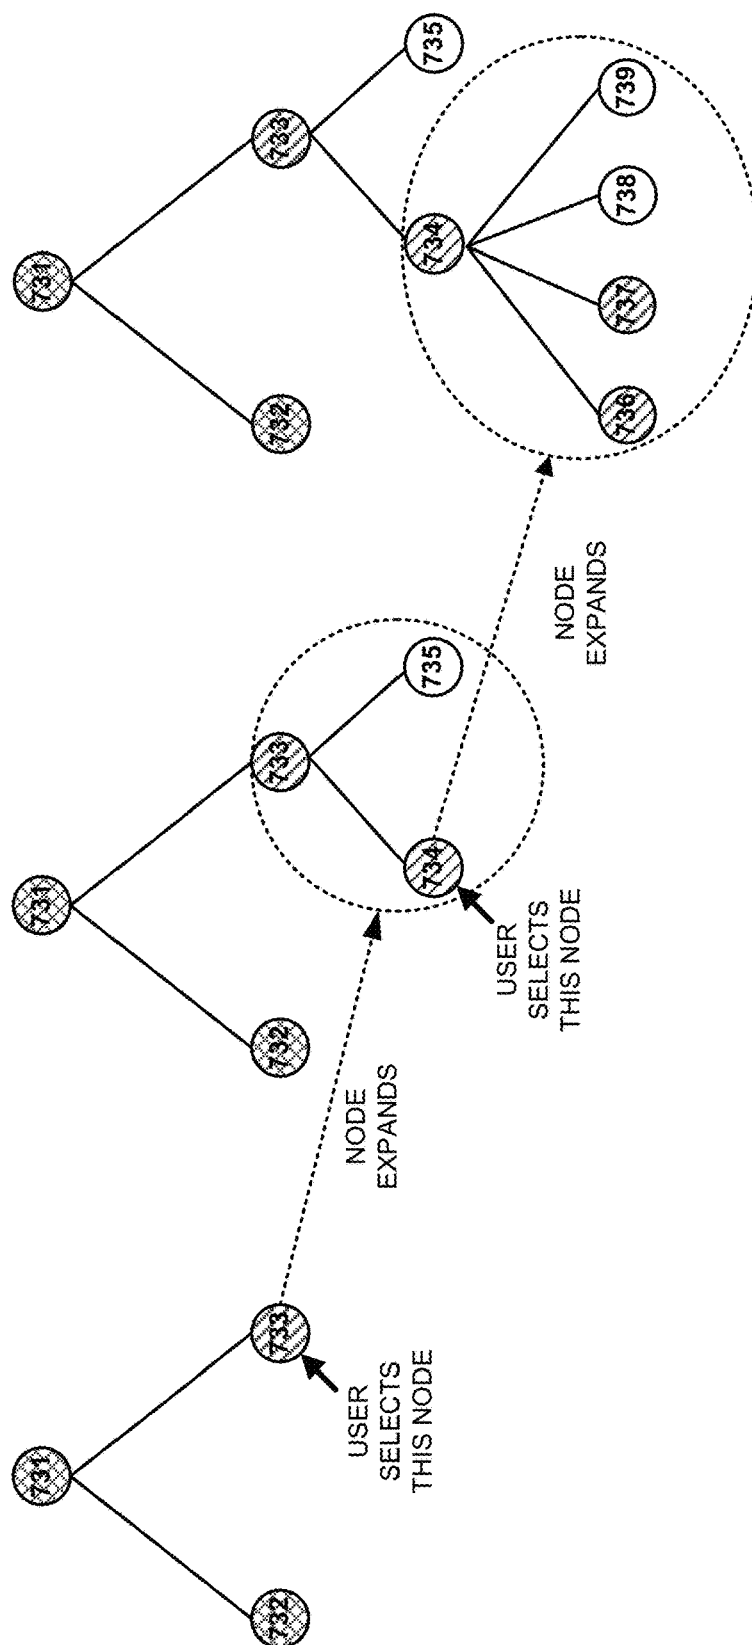 731
732
733
USER
SELECTS
THIS NODE
NODE
EXPANDS
731
732
733
734
735
USER
SELECTS
THIS NODE
NODE
EXPANDS
731
732
733
734
735
736
737
738
739